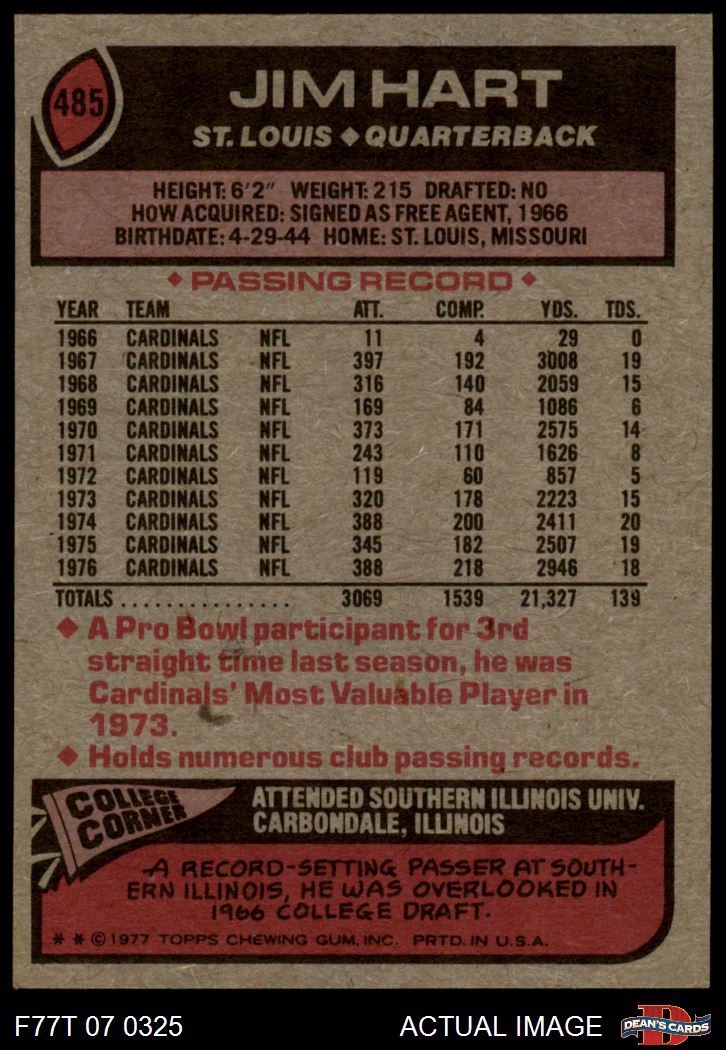 485
JIM HART
ST. LOUIS ◆ QUARTERBACK
HEIGHT: 6'2" WEIGHT: 215 DRAFTED: NO
HOW ACQUIRED: SIGNED AS FREE AGENT, 1966
BIRTHDATE: 4-29-44 HOME: ST. LOUIS, MISSOURI
◆ PASSING RECORD ◆
YEAR TEAM ATT. COMP. YDS. TDS.
1966 CARDINALS NFL 11 4 29 0
1967 CARDINALS NFL 397 192 3008 19
1968 CARDINALS NFL 316 140 2059 15
1969 CARDINALS NFL 169 84 1086 6
1970 CARDINALS NFL 373 171 2575 14
1971 CARDINALS NFL 243 110 1626 8
1972 CARDINALS NFL 119 60 857 5
1973 CARDINALS NFL 320 178 2223 15
1974 CARDINALS NFL 388 200 2411 20
1975 CARDINALS NFL 345 182 2507 19
1976 CARDINALS NFL 388 218 2946 18
TOTALS ................ 3069 1539 21,327 139
◆ A Pro Bowl participant for 3rd
straight time last season, he was
Cardinals' Most Valuable Player in
1973.
◆ Holds numerous club passing records.
COLLEGE
CORNER
ATTENDED SOUTHERN ILLINOIS UNIV.
CARBONDALE, ILLINOIS
A RECORD-SETTING PASSER AT SOUTH-
ERN ILLINOIS, HE WAS OVERLOOKED IN
1966 COLLEGE DRAFT.
* * © 1977 TOPPS CHEWING GUM, INC. PRTD. IN U.S.A.
F77T 07 0325 ACTUAL IMAGE
D
DEAN'S CARDS